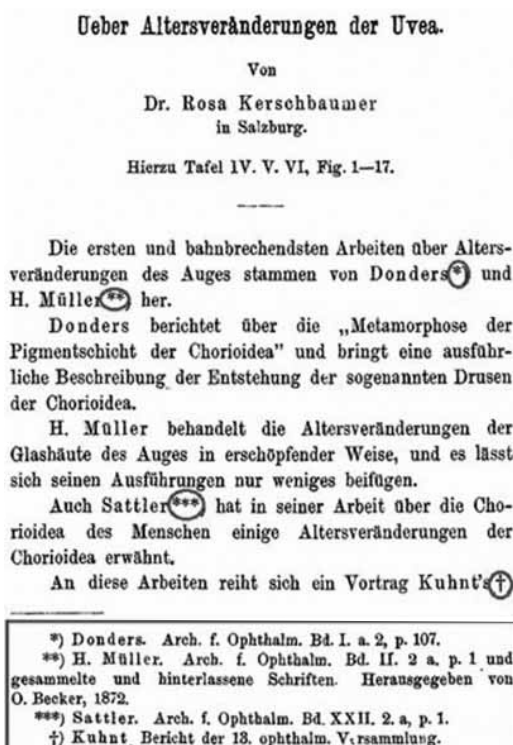 Ueber Altersveränderungen der Uvea.
Von
Dr. Rosa Kerschbaumer
in Salzburg.
Hierzu Tafel IV. V. VI, Fig. 1—17.
Die ersten und bahnbrechendsten Arbeiten über Alters-
veränderungen des Auges stammen von Donders*) und
H. Müller**) her.
Donders berichtet über die „Metamorphose der
Pigmentschicht der Chorioidea” und bringt eine ausführ-
liche Beschreibung der Entstehung der sogenannten Drusen
der Chorioidea.
H. Müller behandelt die Altersveränderungen der
Glashäute des Auges in erschöpfender Weise, und es lässt
sich seinen Ausführungen nur weniges beifügen.
Auch Sattler***) hat in seiner Arbeit über die Cho-
rioidea des Menschen einige Altersveränderungen der
Chorioidea erwähnt.
An diese Arbeiten reiht sich ein Vortrag Kuhnt's†)
*) Donders. Arch. f. Ophthalm. Bd. I. a. 2, p. 107.
**) H. Müller. Arch. f. Ophthalm. Bd. II. 2 a. p. 1 und
gesammelte und hinterlassene Schriften. Herausgegeben von
O. Becker, 1872.
***) Sattler. Arch. f. Ophthalm. Bd. XXII. 2. a, p. 1.
†) Kuhnt. Bericht der 13. ophthalm. Versammlung.